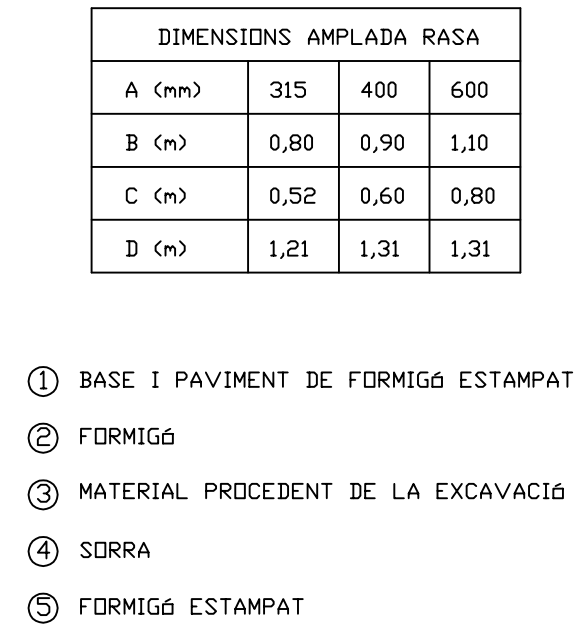 DIMENSIONS AMPLADA RASA
A (mm) 315 400 600
B (m) 0,80 0,90 1,10
C (m) 0,52 0,60 0,80
D (m) 1,21 1,31 1,31
1 BASE I PAVIMENT DE FORMIGó ESTAMPAT
2 FORMIGó
3 MATERIAL PROCEDENT DE LA EXCAVACIó
4 SORRA
5 FORMIGó ESTAMPAT